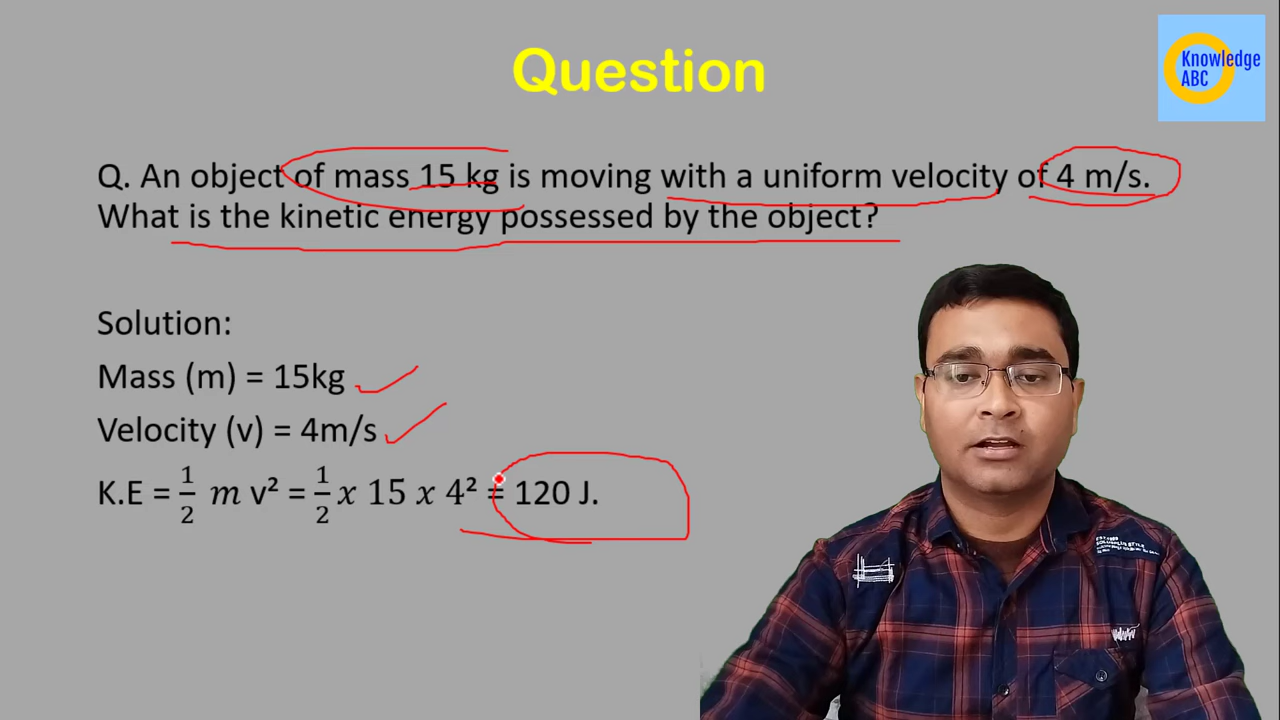 Question
Knowledge
ABC
Q. An object of mass 15 kg is moving with a uniform velocity of 4 m/s.
What is the kinetic energy possessed by the object?
Solution:
Mass (m) = 15kg
Velocity (v) = 4m/s
K.E = 1/2 m v² = 1/2 x 15 x 4² = 120 J.